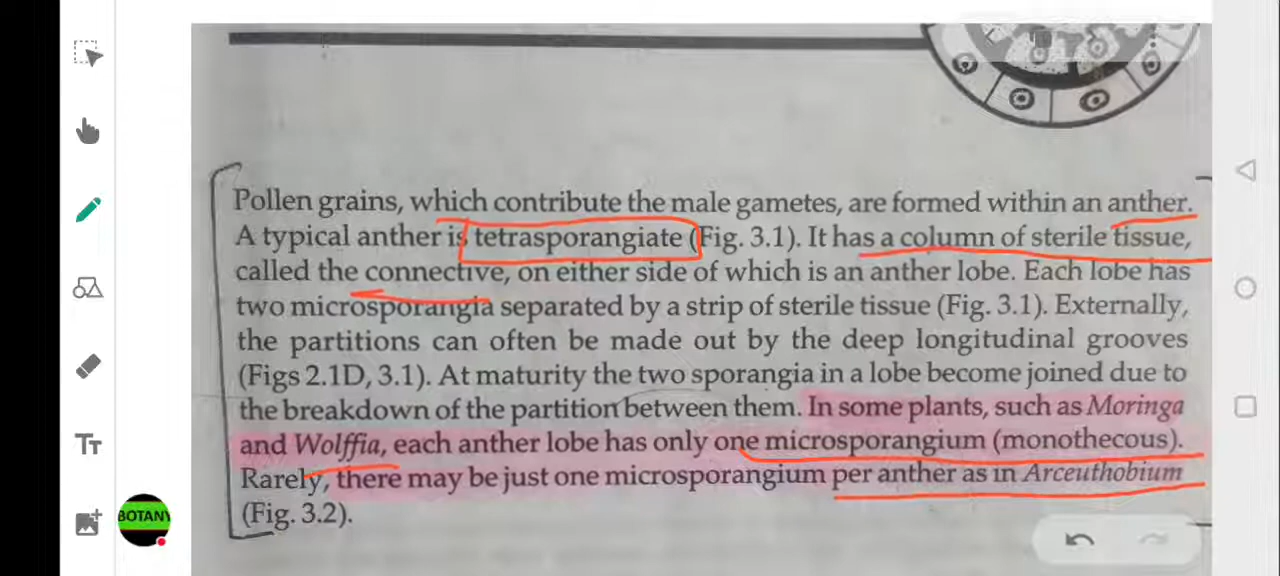 Pollen grains, which contribute the male gametes, are formed within an anther.
A typical anther is tetrasporangiate (Fig. 3.1). It has a column of sterile tissue,
called the connective, on either side of which is an anther lobe. Each lobe has
two microsporangia separated by a strip of sterile tissue (Fig. 3.1). Externally,
the partitions can often be made out by the deep longitudinal grooves
(Figs 2.1D, 3.1). At maturity the two sporangia in a lobe become joined due to
the breakdown of the partition between them. In some plants, such as Moringa
and Wolffia, each anther lobe has only one microsporangium (monothecous).
Rarely, there may be just one microsporangium per anther as in Arceuthobium
(Fig. 3.2).
TT
BOTANY